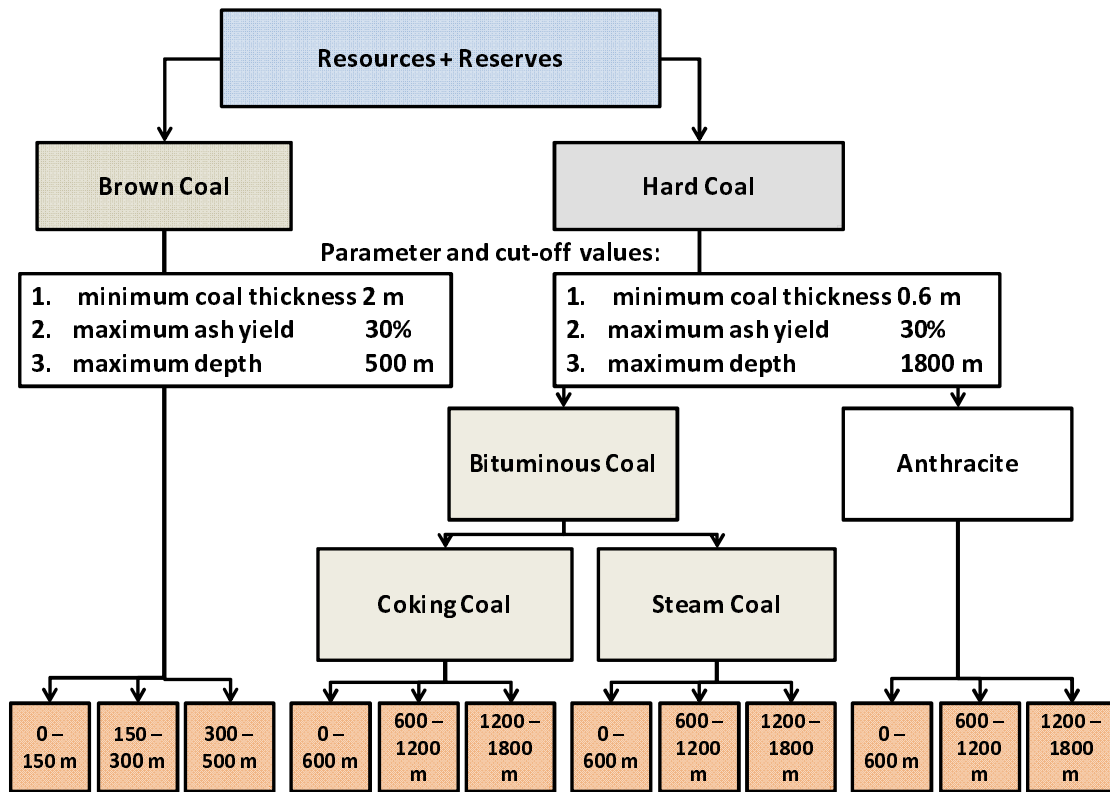 Resources + Reserves
Brown Coal
Hard Coal
Parameter and cut-off values:
1. minimum coal thickness 2 m
2. maximum ash yield 30%
3. maximum depth 500 m
1. minimum coal thickness 0.6 m
2. maximum ash yield 30%
3. maximum depth 1800 m
Bituminous Coal
Anthracite
Coking Coal
Steam Coal
0 –
150 m
150 –
300 m
300 –
500 m
0 –
600 m
600 –
1200
m
1200 –
1800
m
0 –
600 m
600 –
1200
m
1200 –
1800
m
0 –
600 m
600 –
1200
m
1200 –
1800
m